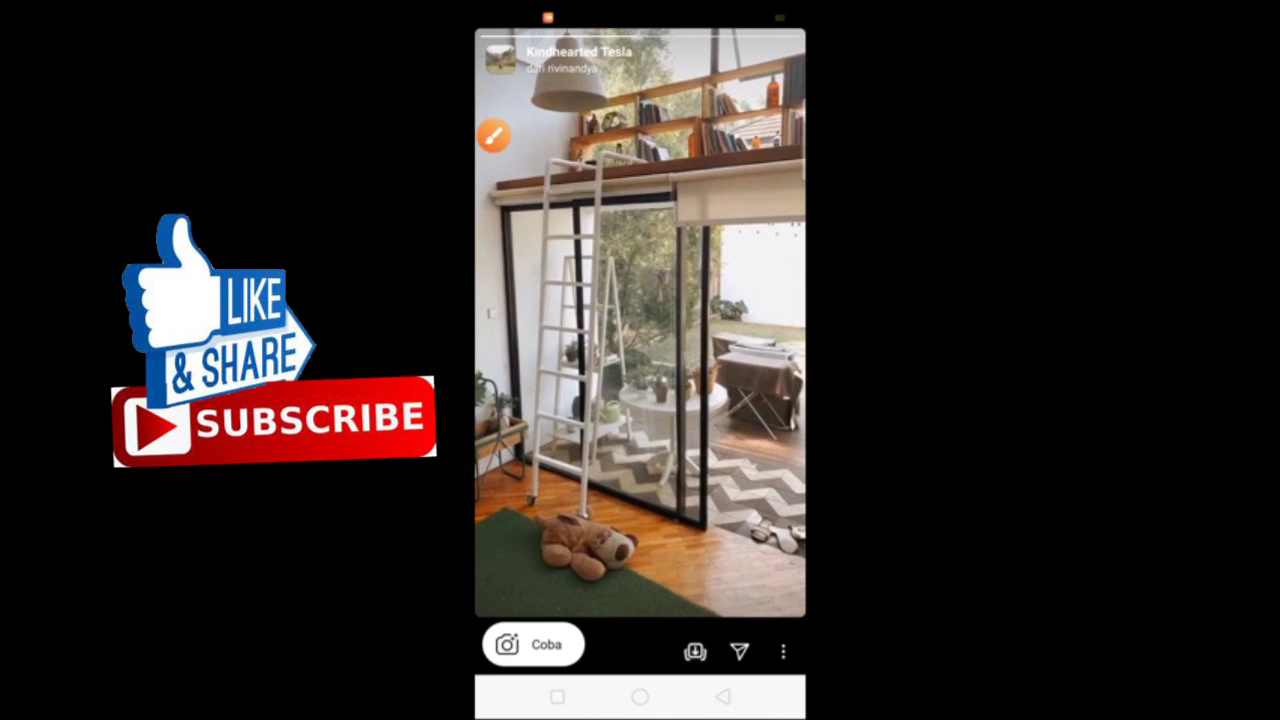 Kindhearted Tesla
dari rivinandya
LIKE
& SHARE
SUBSCRIBE
Coba